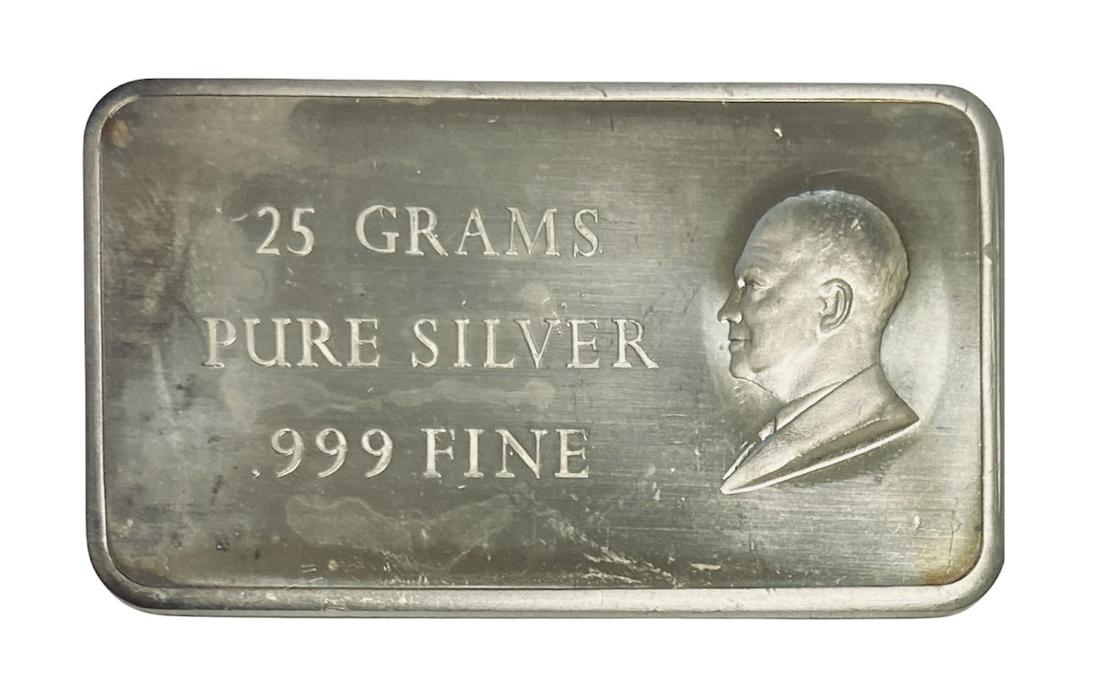 25 GRAMS
PURE SILVER
.999 FINE